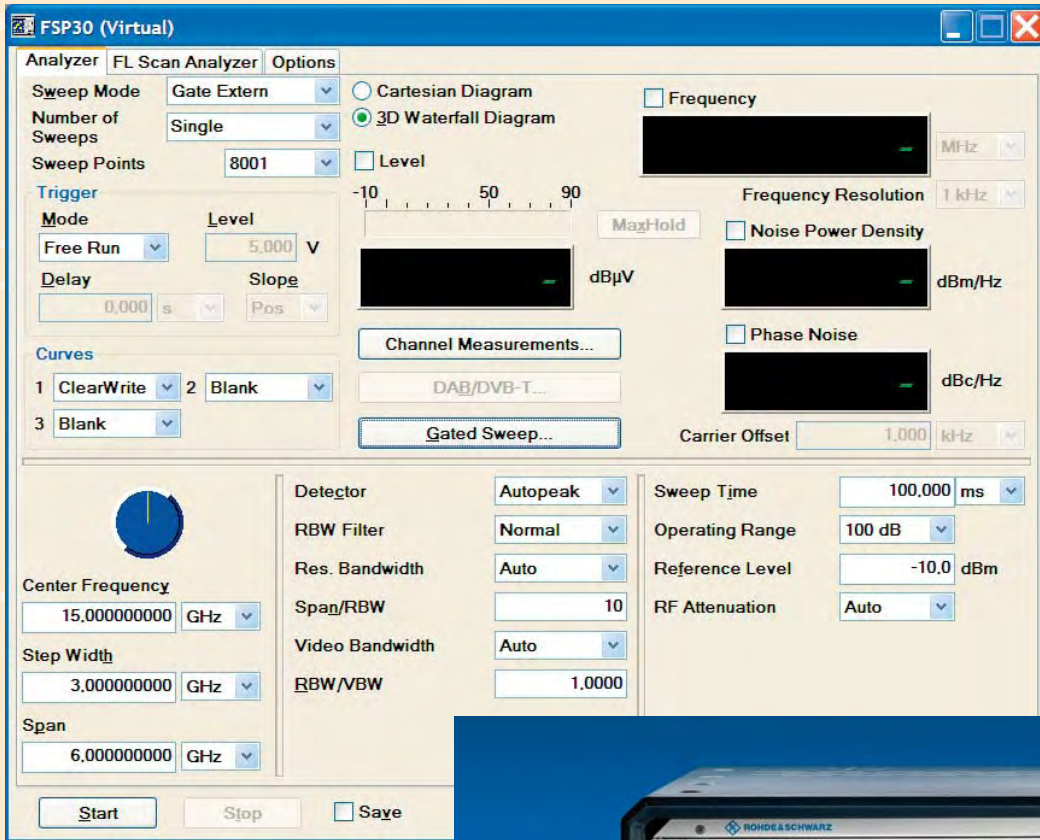 FSP30 (Virtual)
Analyzer FL Scan Analyzer Options
Sweep Mode Gate Extern
Number of Sweeps Single
Sweep Points 8001
Trigger
Mode Level
Free Run 5,000 V
Delay Slope
0,000 s Pos
Curves
1 ClearWrite 2 Blank
3 Blank
Cartesian Diagram
3D Waterfall Diagram
Level
-10 50 90
MaxHold
- dBµV
Channel Measurements...
DAB/DVB-T...
Gated Sweep...
Frequency
- MHz
Frequency Resolution 1 kHz
Noise Power Density
- dBm/Hz
Phase Noise
- dBc/Hz
Carrier Offset 1,000 kHz
Center Frequency
15,000000000 GHz
Step Width
3,000000000 GHz
Span
6,000000000 GHz
Detector Autopeak
RBW Filter Normal
Res. Bandwidth Auto
Span/RBW 10
Video Bandwidth Auto
RBW/VBW 1,0000
Sweep Time 100,000 ms
Operating Range 100 dB
Reference Level -10,0 dBm
RF Attenuation Auto
Start Stop Save
ROHDE&SCHWARZ